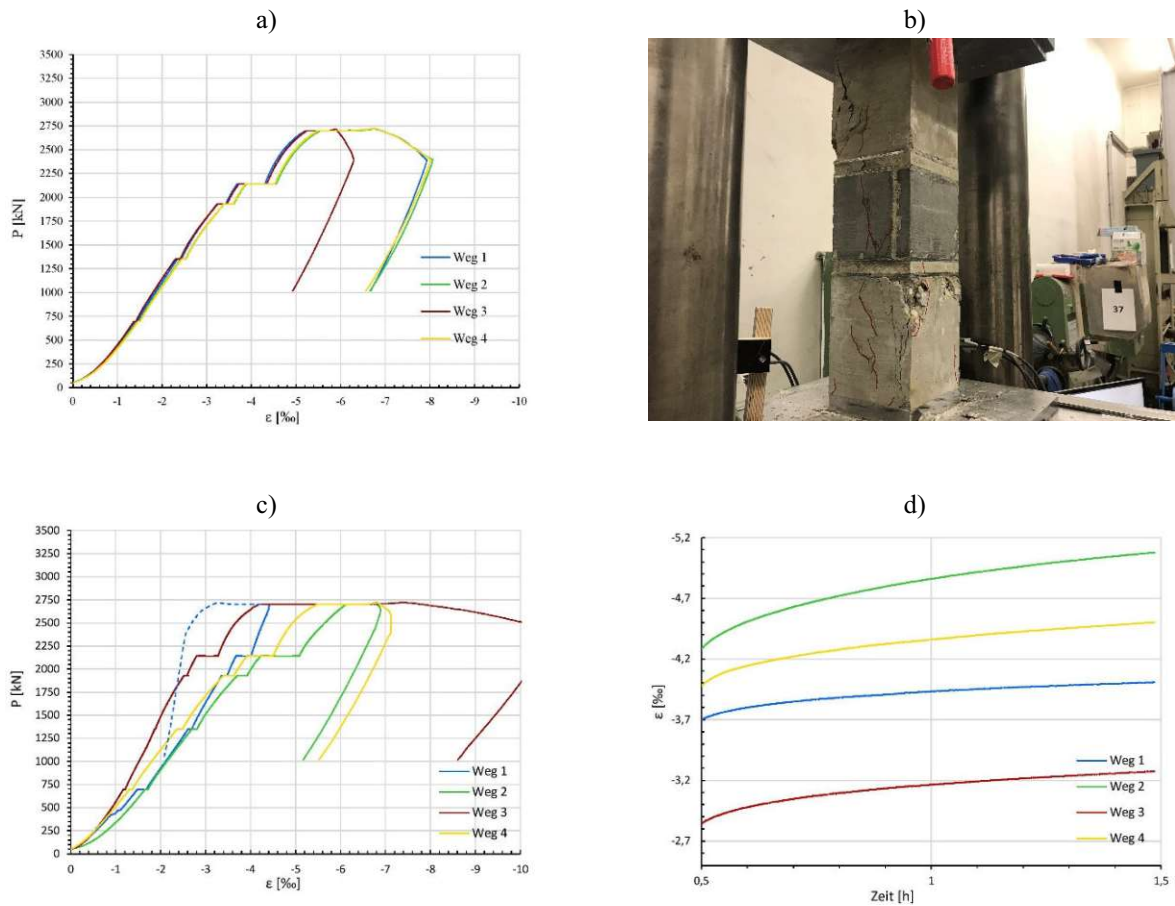 a)
b)
P [kN]
3500
3250
3000
2750
2500
2250
2000
1750
1500
1250
1000
750
500
250
0
0 -1 -2 -3 -4 -5 -6 -7 -8 -9 -10
ε [‰]
Weg 1
Weg 2
Weg 3
Weg 4
37
c)
d)
P [kN]
3500
3250
3000
2750
2500
2250
2000
1750
1500
1250
1000
750
500
250
0
0 -1 -2 -3 -4 -5 -6 -7 -8 -9 -10
ε [‰]
Weg 1
Weg 2
Weg 3
Weg 4
ε [‰]
-5,2
-4,7
-4,2
-3,7
-3,2
-2,7
0,5 1 1,5
Zeit [h]
Weg 1
Weg 2
Weg 3
Weg 4